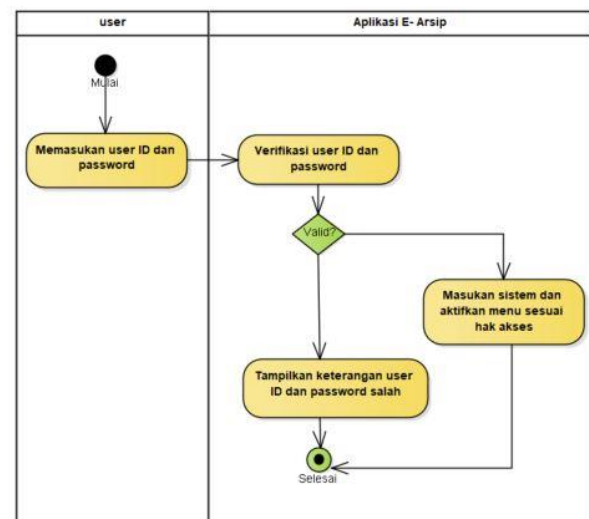 user
Aplikasi E- Arsip
Mulai
Memasukan user ID dan
password
Verifikasi user ID dan
password
Valid?
Masukan sistem dan
aktifkan menu sesuai
hak akses
Tampilkan keterangan user
ID dan password salah
Selesai